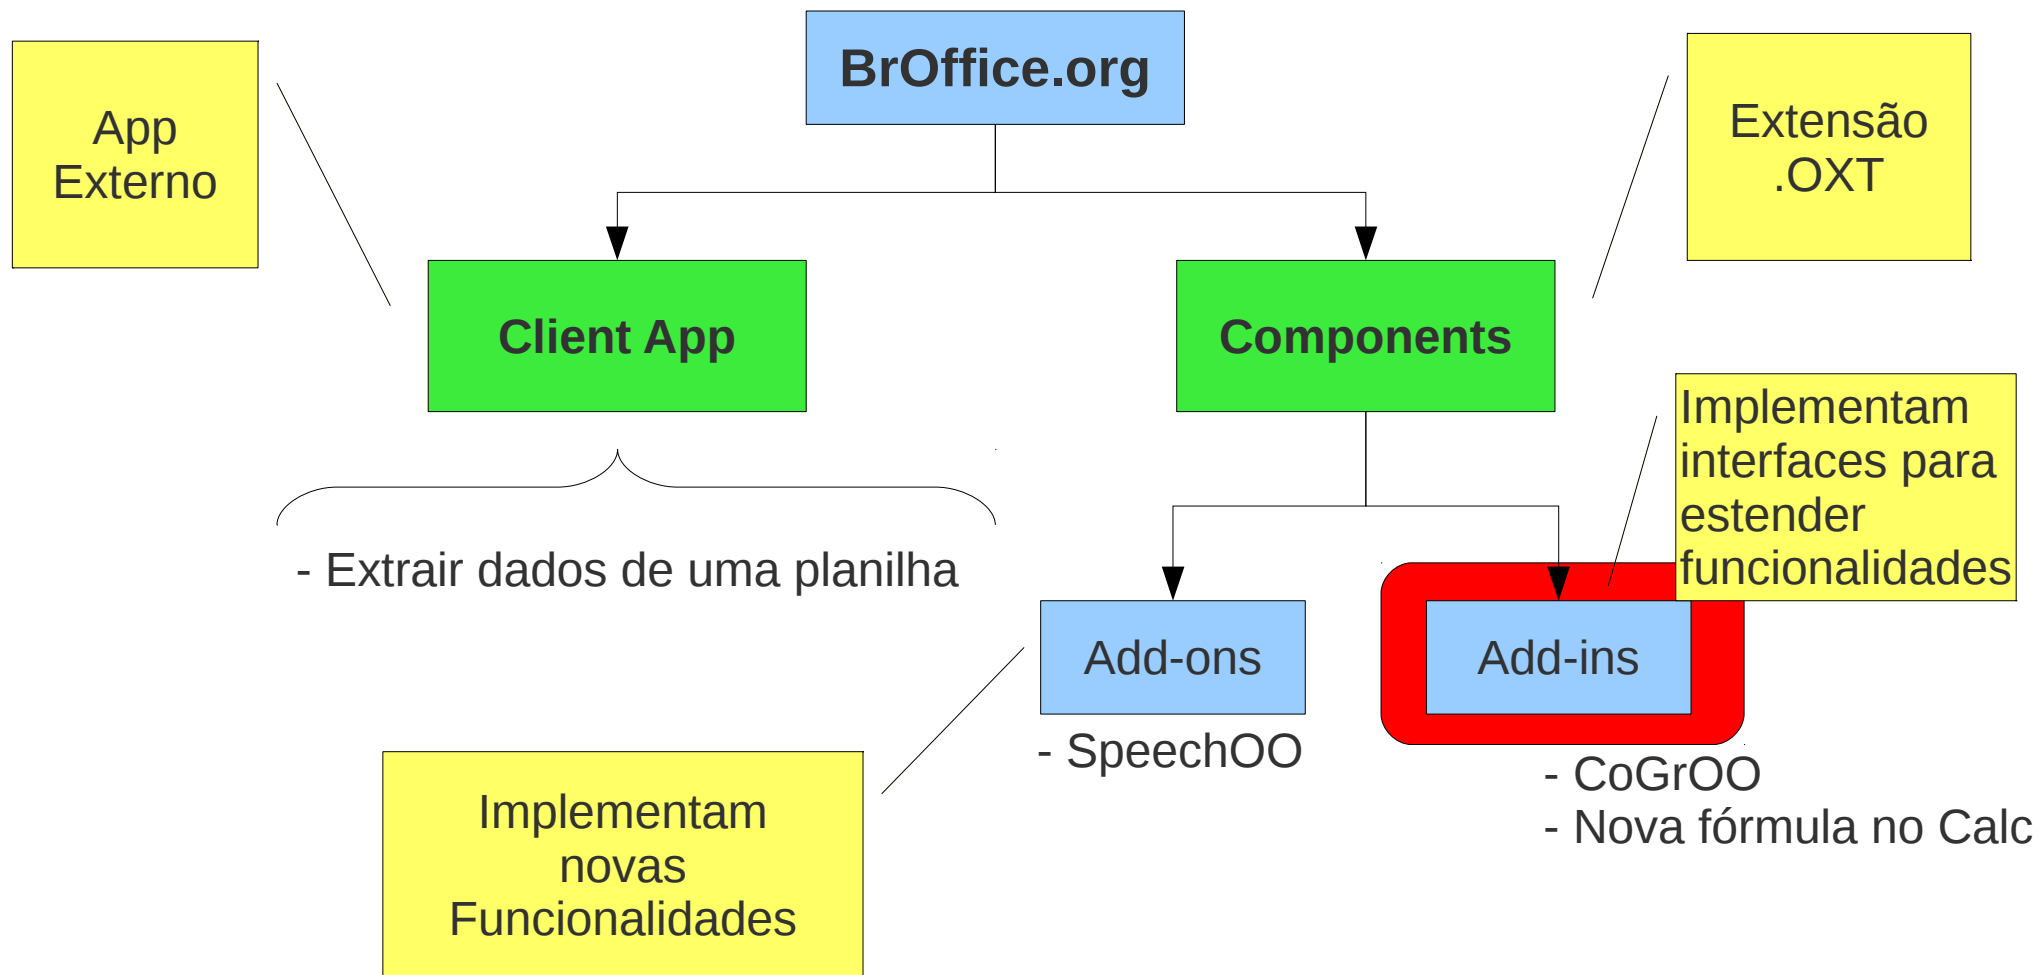 BrOffice.org
App
Externo
Extensão
.OXT
Client App
Components
Implementam
interfaces para
estender
funcionalidades
- Extrair dados de uma planilha
Add-ons
Add-ins
- SpeechOO
- CoGrOO
- Nova fórmula no Calc
Implementam
novas
Funcionalidades